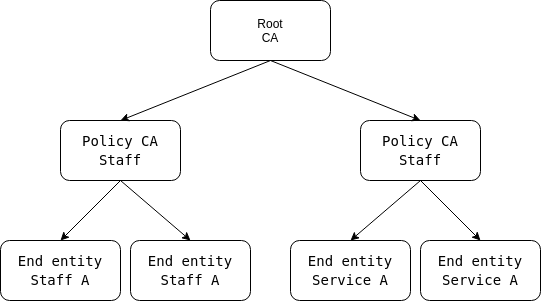 Root
CA
Policy CA
Staff
Policy CA
Staff
End entity
Staff A
End entity
Staff A
End entity
Service A
End entity
Service A